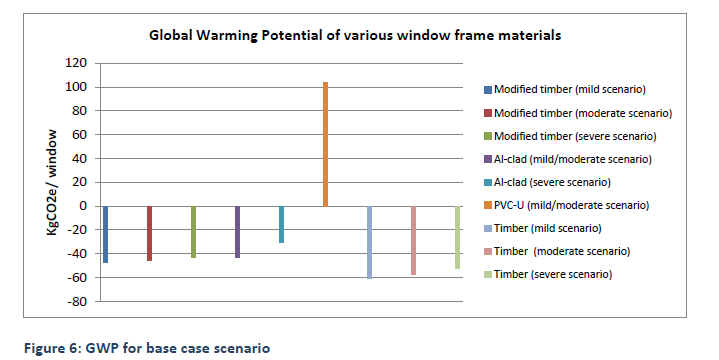 Global Warming Potential of various window frame materials
KgCO2e/ window
120
100
80
60
40
20
0
-20
-40
-60
-80
Modified timber (mild scenario)
Modified timber (moderate scenario)
Modified timber (severe scenario)
Al-clad (mild/moderate scenario)
Al-clad (severe scenario)
PVC-U (mild/moderate scenario)
Timber (mild scenario)
Timber (moderate scenario)
Timber (severe scenario)
Figure 6: GWP for base case scenario